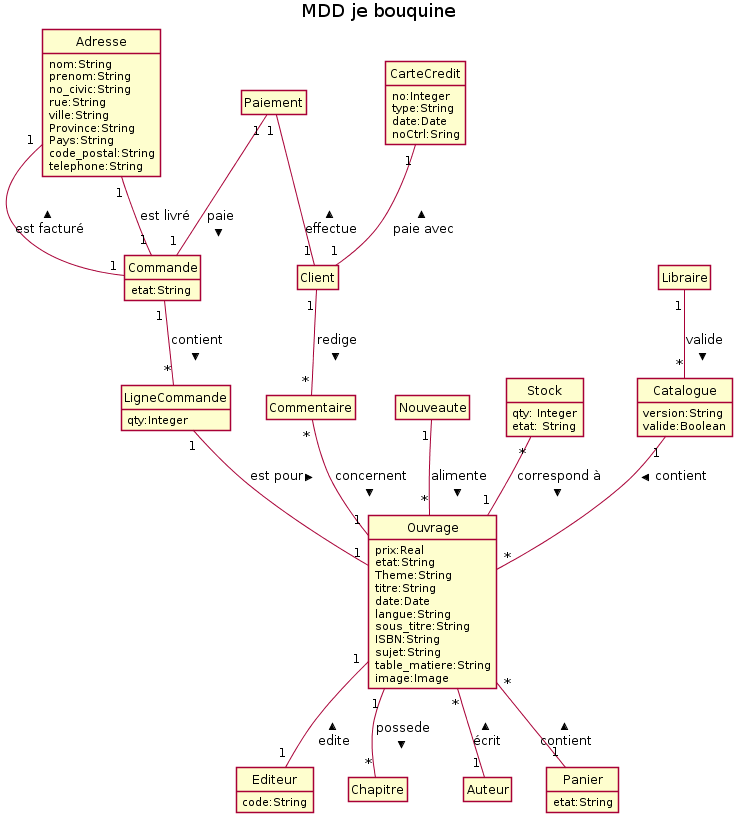 MDD je bouquine
Adresse
nom:String
prenom:String
no_civic:String
rue:String
ville:String
Province:String
Pays:String
code_postal:String
telephone:String
CarteCredit
no:Integer
type:String
date:Date
noCtrl:Sring
Paiement
1 1
1
1
1
est livré
paie
est facturé
effectue
paie avec
1
1
1
1
1
Commande
etat:String
Client
Libraire
1
1
1
contient
redige
valide
*
*
*
LigneCommande
qty:Integer
Commentaire
Nouveaute
Stock
qty: Integer
etat: String
Catalogue
version:String
valide:Boolean
1
*
1
*
1
est pour
concernent
alimente
correspond à
contient
1
1
*
1
*
Ouvrage
prix:Real
etat:String
Theme:String
titre:String
date:Date
langue:String
sous_titre:String
ISBN:String
sujet:String
table_matiere:String
image:Image
1
1
*
*
edite
possede
écrit
contient
1
*
1
1
Editeur
code:String
Chapitre
Auteur
Panier
etat:String